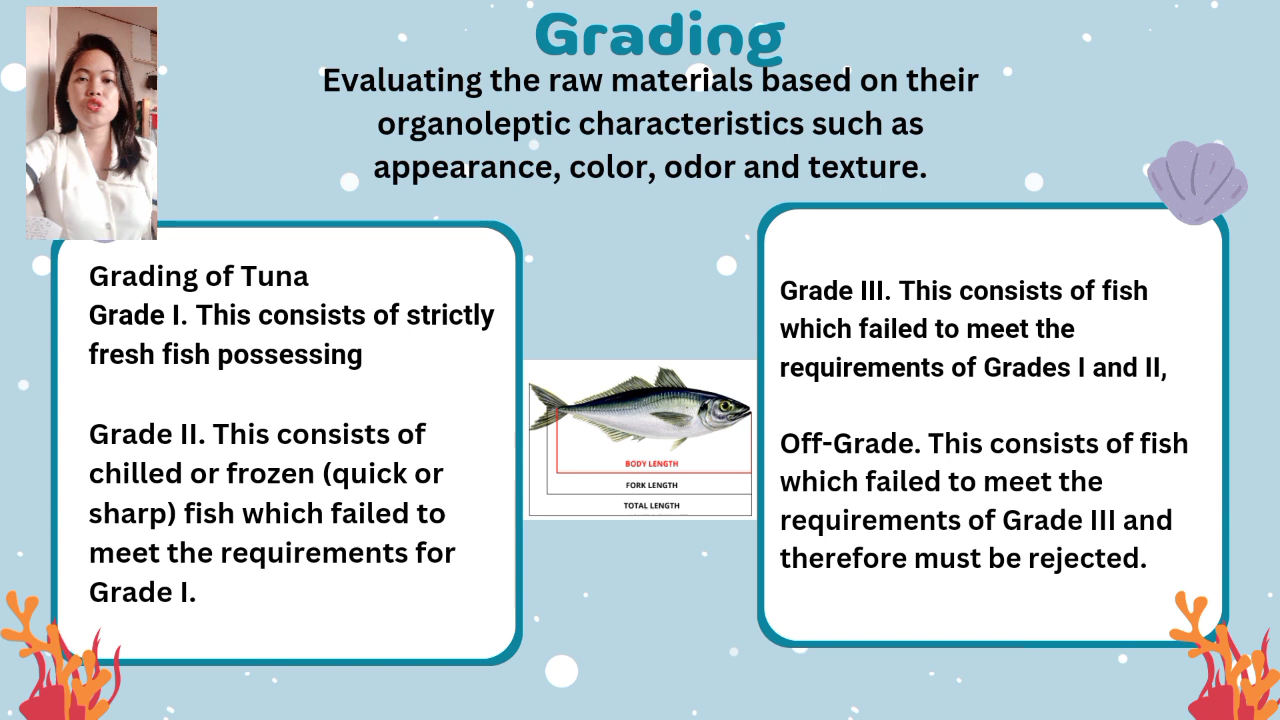 Grading
Evaluating the raw materials based on their
organoleptic characteristics such as
appearance, color, odor and texture.
Grading of Tuna
Grade I. This consists of strictly
fresh fish possessing
Grade II. This consists of
chilled or frozen (quick or
sharp) fish which failed to
meet the requirements for
Grade I.
BODY LENGTH
FORK LENGTH
TOTAL LENGTH
Grade III. This consists of fish
which failed to meet the
requirements of Grades I and II,
Off-Grade. This consists of fish
which failed to meet the
requirements of Grade III and
therefore must be rejected.